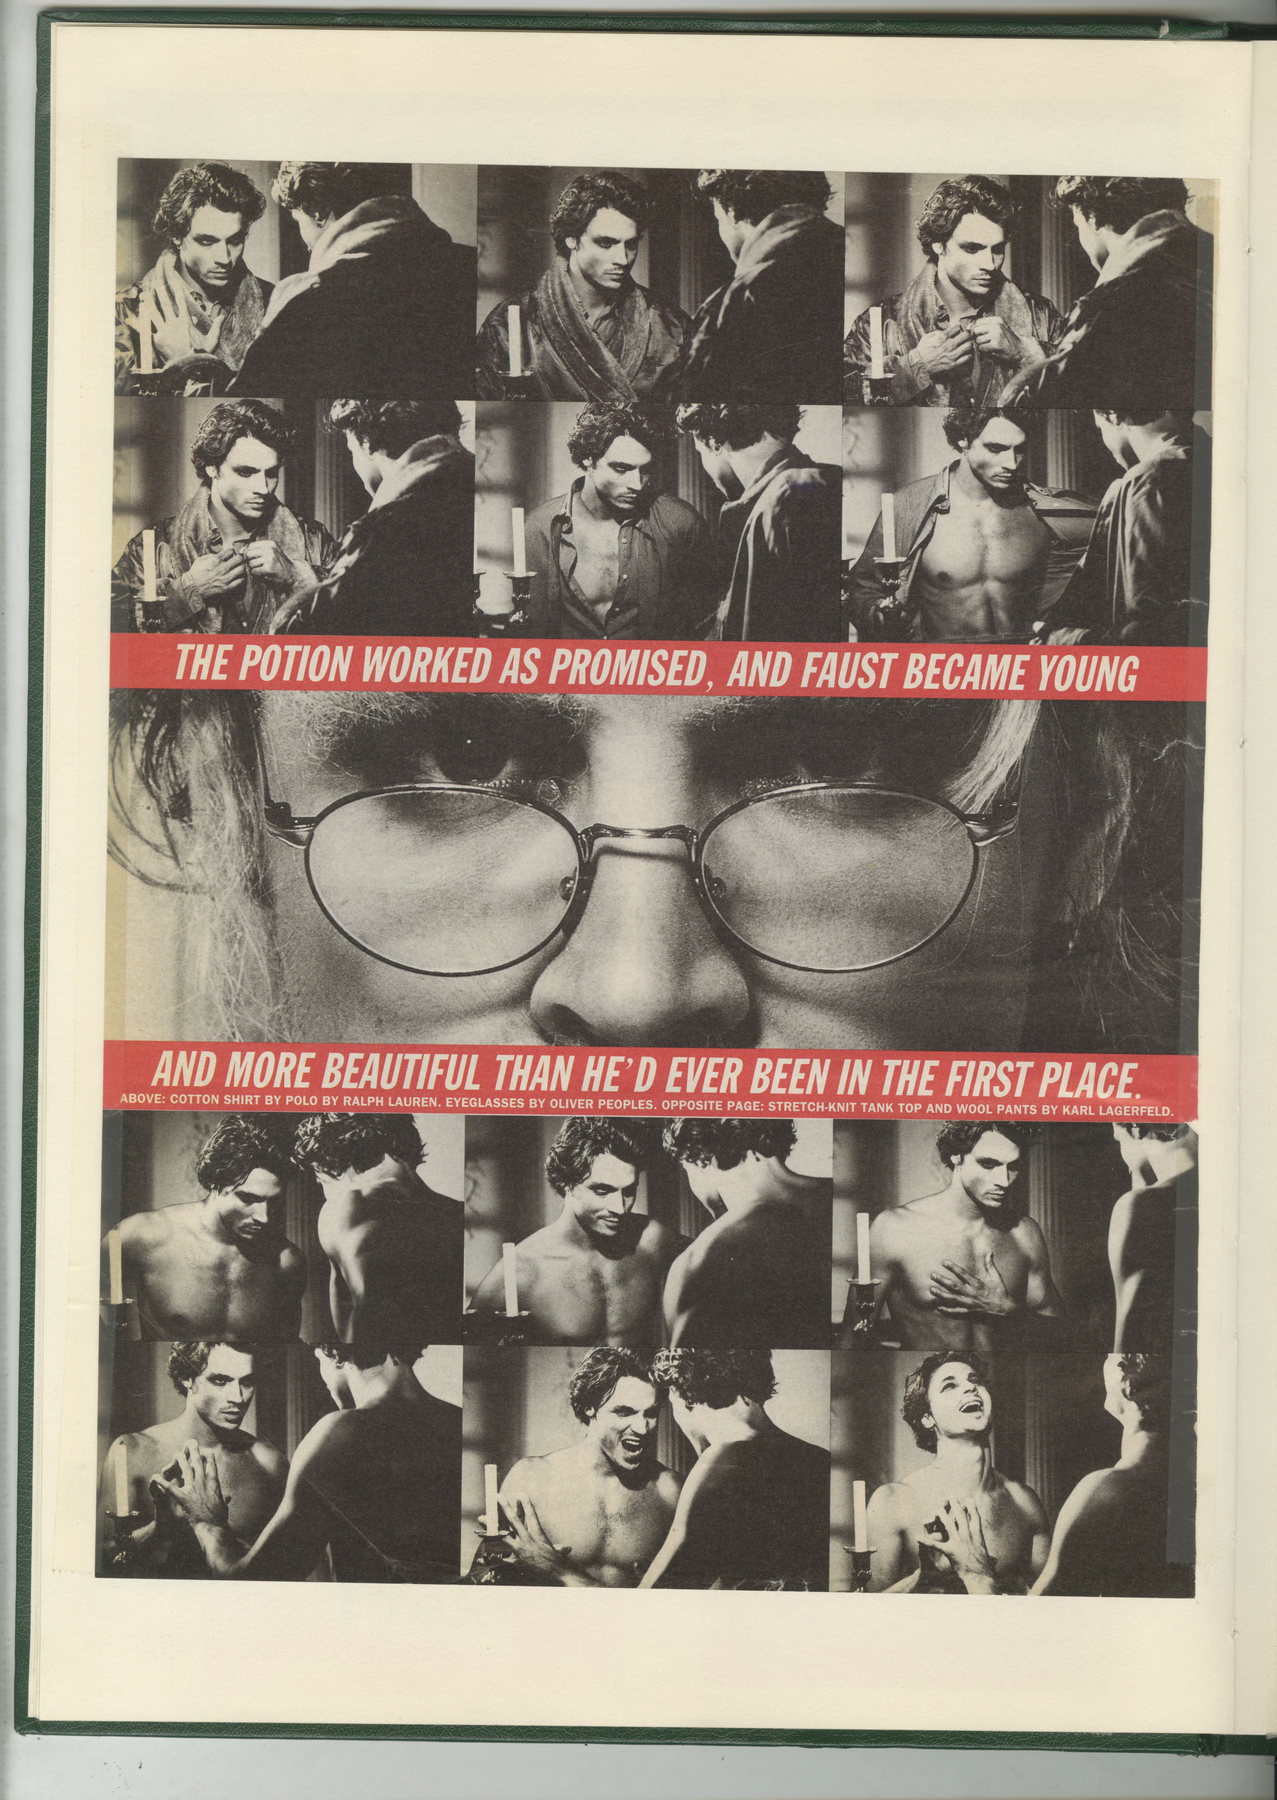 THE POTION WORKED AS PROMISED, AND FAUST BECAME YOUNG
AND MORE BEAUTIFUL THAN HE'D EVER BEEN IN THE FIRST PLACE.
ABOVE: COTTON SHIRT BY POLO BY RALPH LAUREN. EYEGLASSES BY OLIVER PEOPLES. OPPOSITE PAGE: STRETCH-KNIT TANK TOP AND WOOL PANTS BY KARL LAGERFELD.